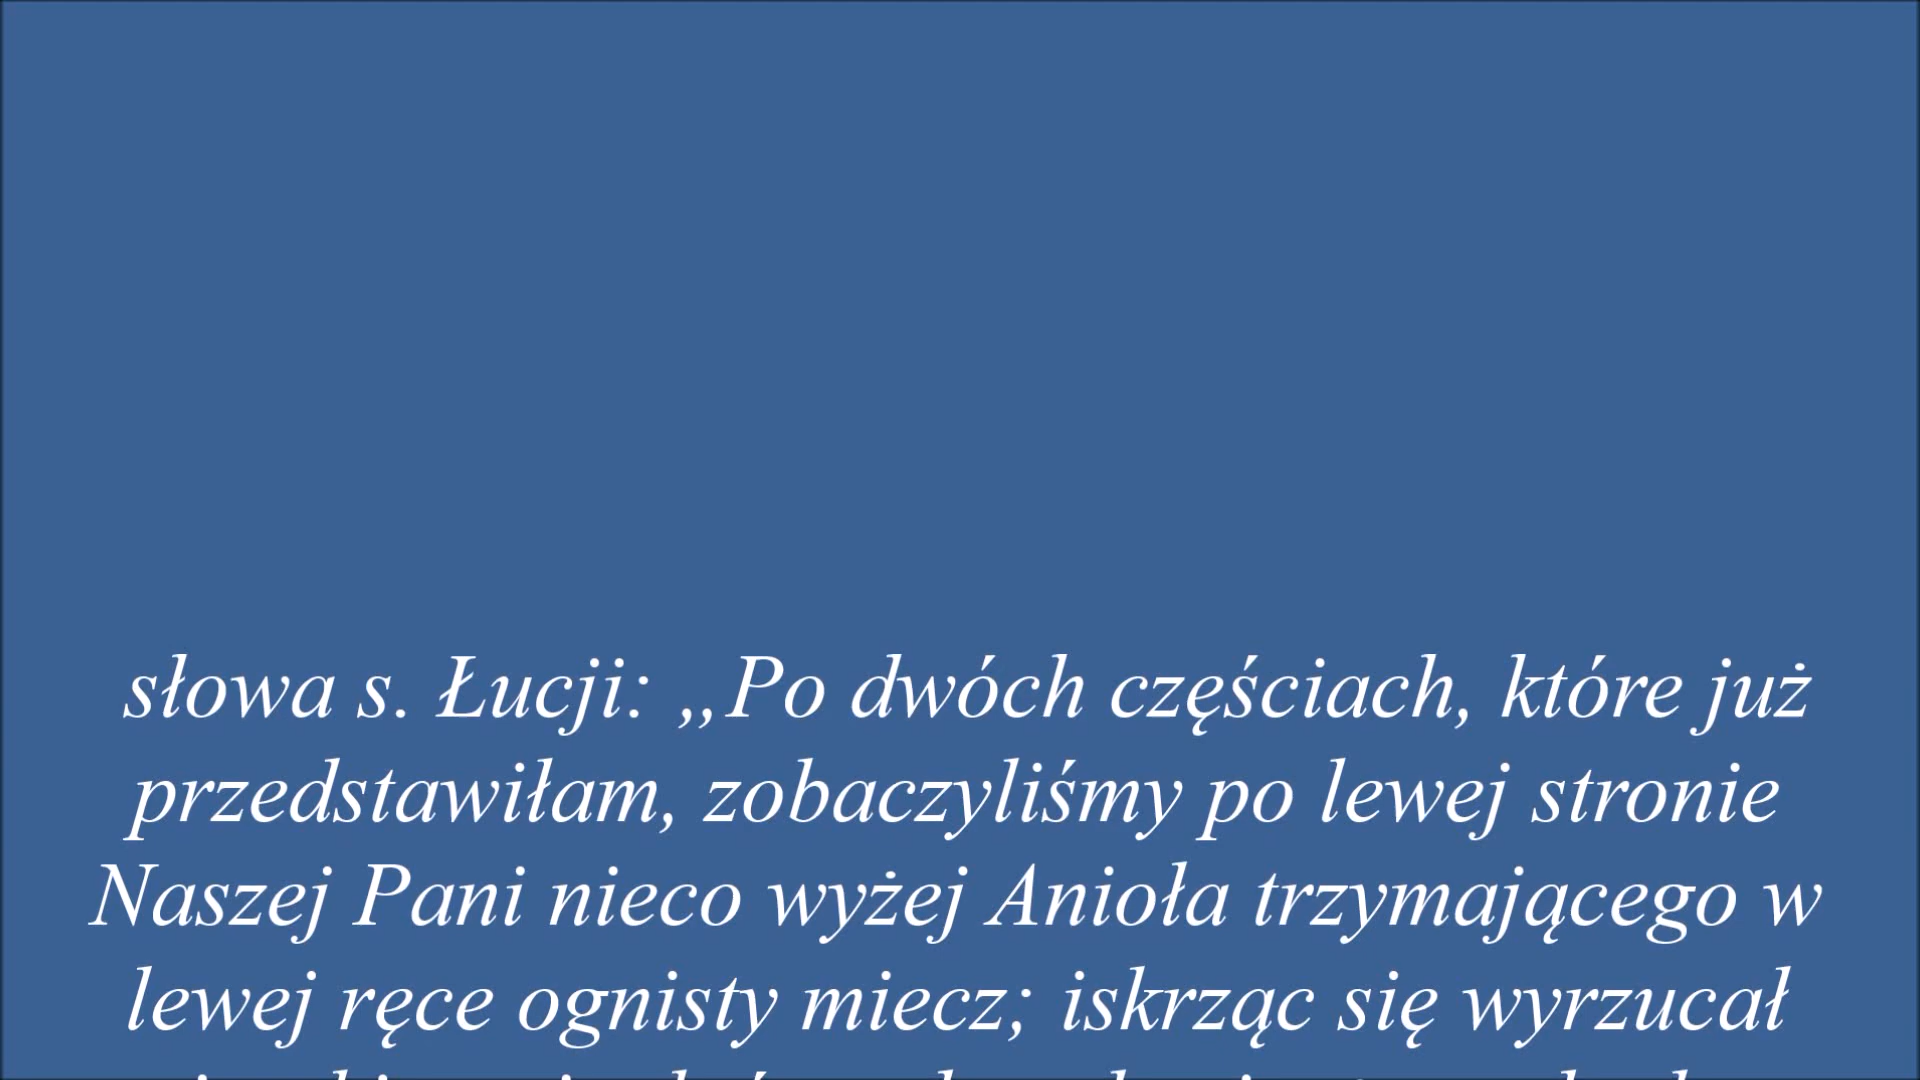 słowa s. Łucji: „Po dwóch częściach, które już
przedstawiłam, zobaczyliśmy po lewej stronie
Naszej Pani nieco wyżej Anioła trzymającego w
lewej ręce ognisty miecz; iskrząc się wyrzucał